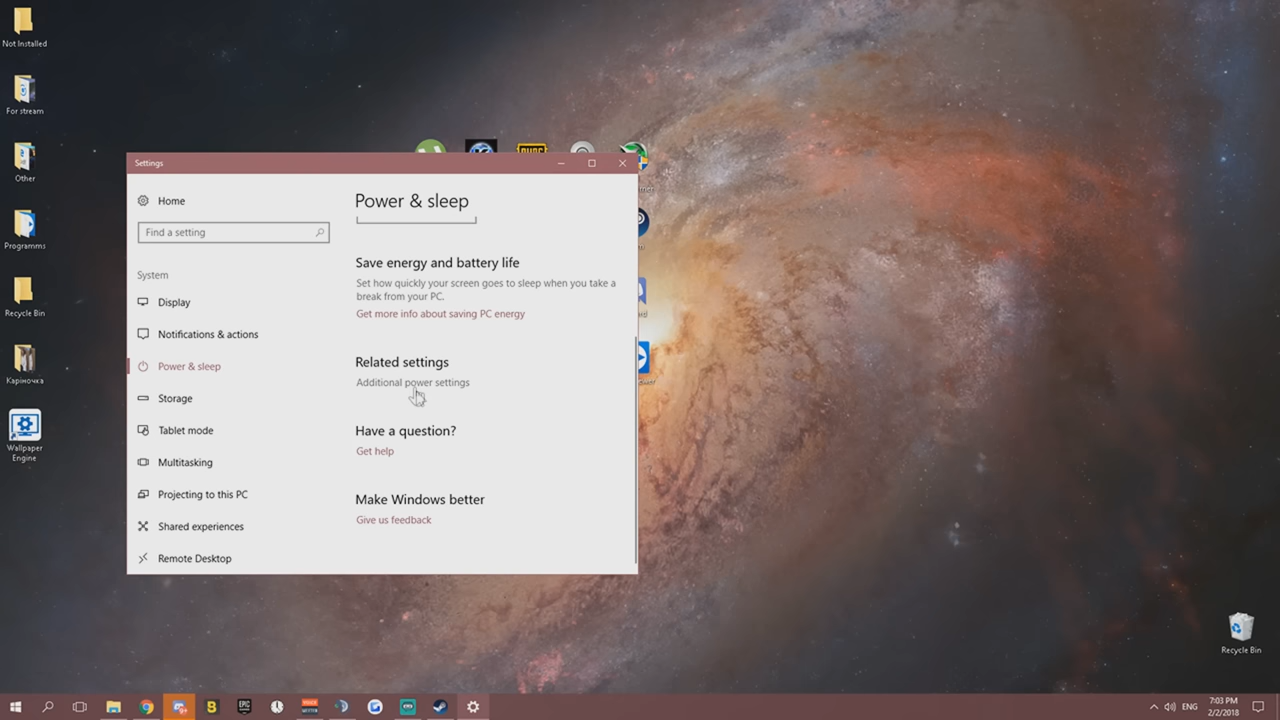 Not Installed
For stream
Other
Programms
Recycle Bin
Каріночка
Wallpaper
Engine
PUBG
Settings
Home
Find a setting
System
Display
Notifications & actions
Power & sleep
Storage
Tablet mode
Multitasking
Projecting to this PC
Shared experiences
Remote Desktop
Power & sleep
Save energy and battery life
Set how quickly your screen goes to sleep when you take a
break from your PC.
Get more info about saving PC energy
Related settings
Additional power settings
Have a question?
Get help
Make Windows better
Give us feedback
Recycle Bin
EPIC
ENG
7:03 PM
2/2/2018